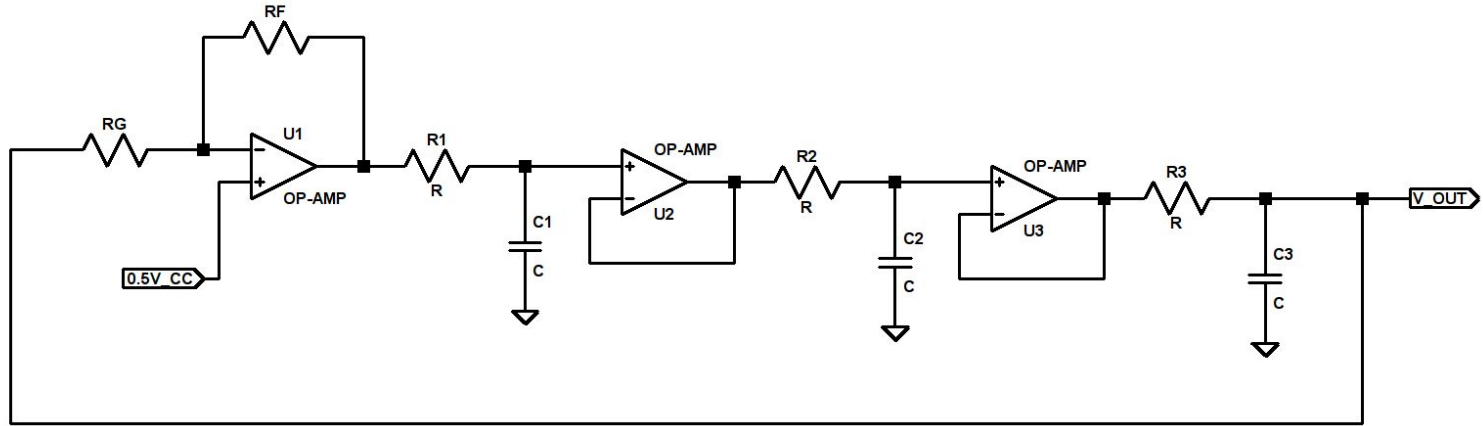 RF
RG
U1
OP-AMP
0.5V_CC
R1
R
C1
C
OP-AMP
U2
R2
R
C2
C
OP-AMP
U3
R3
R
C3
C
V_OUT